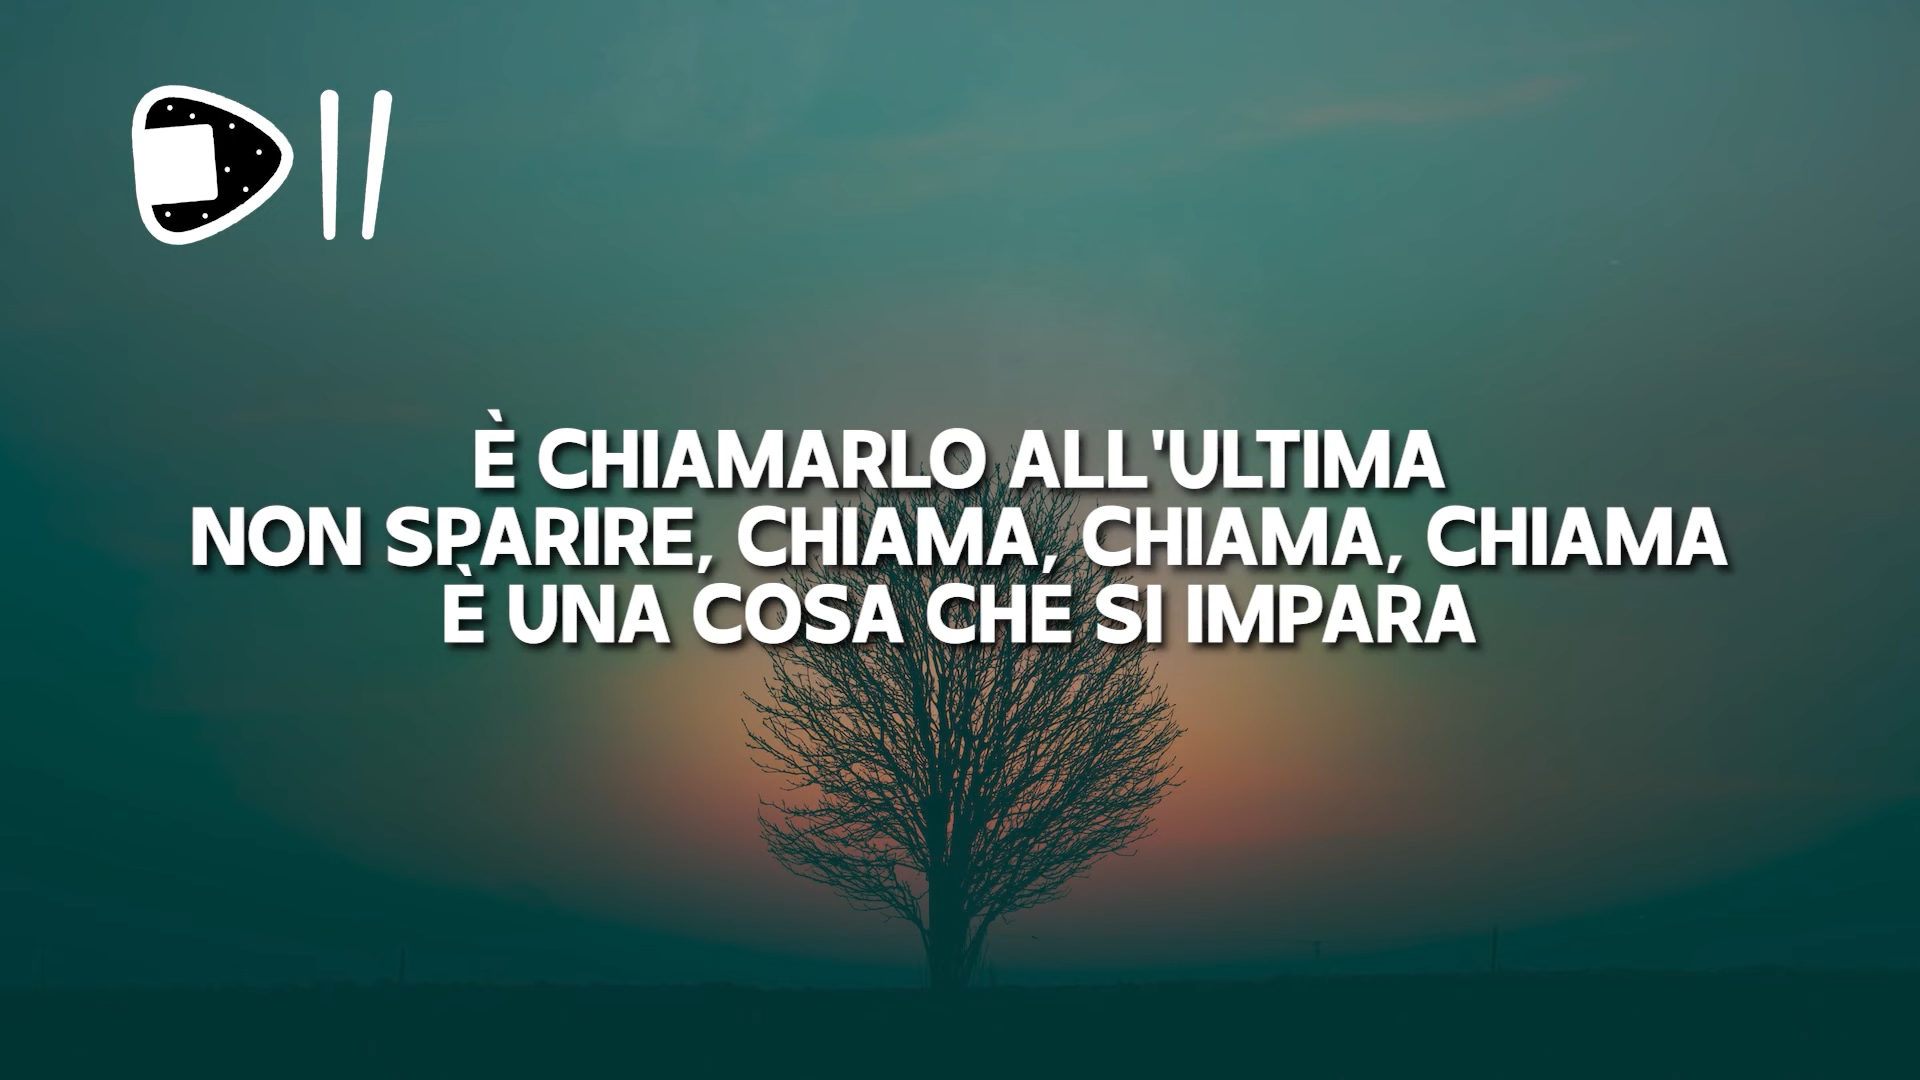 È CHIAMARLO ALL'ULTIMA
NON SPARIRE, CHIAMA, CHIAMA, CHIAMA
È UNA COSA CHE SI IMPARA